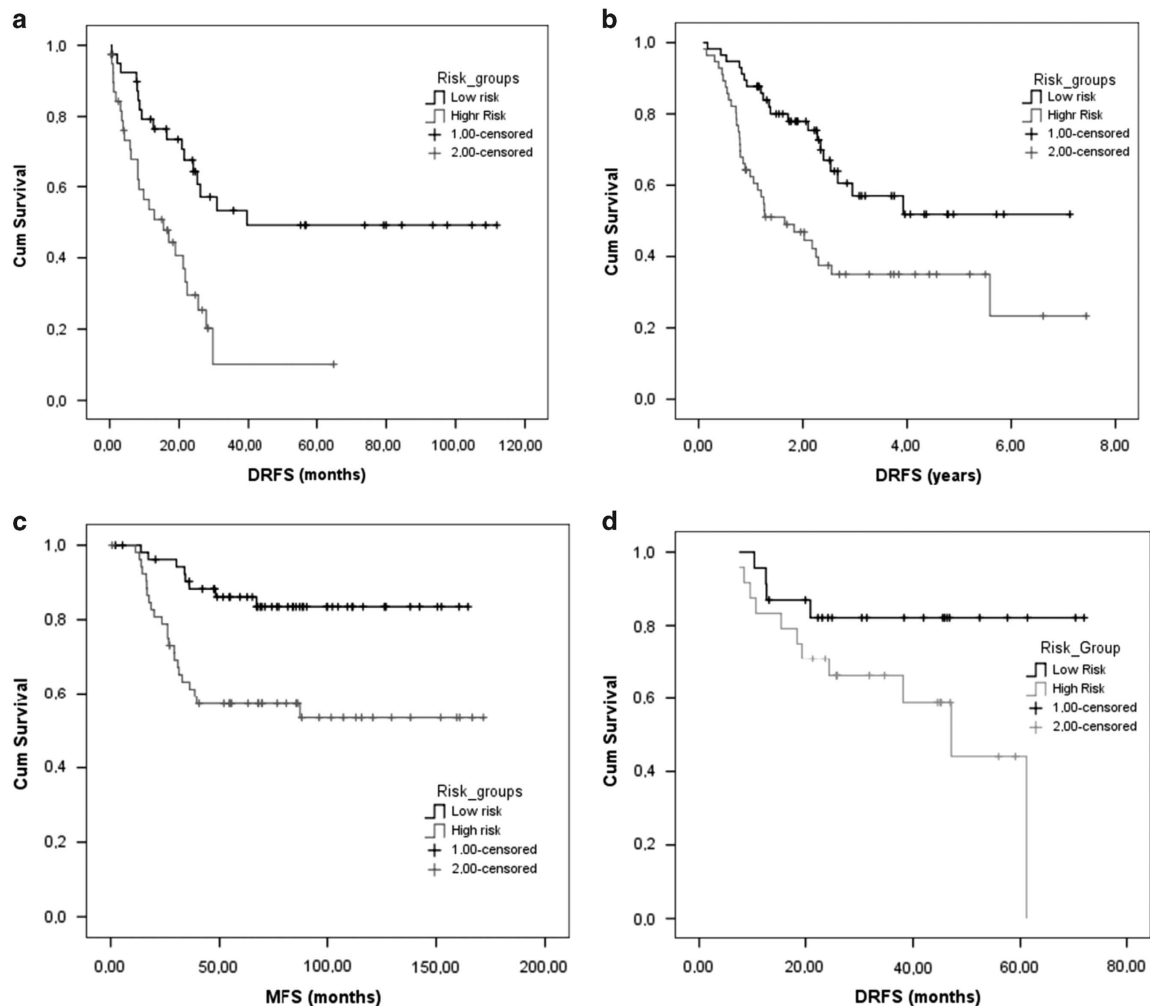 a
Cum Survival
1,0
0,8
0,6
0,4
0,2
0,0
Risk_groups
Low risk
Highr Risk
1.00-censored
2.00-censored
0,00 20,00 40,00 60,00 80,00 100,00 120,00
DRFS (months)
b
Cum Survival
1,0
0,8
0,6
0,4
0,2
0,0
Risk_groups
Low risk
Highr Risk
1.00-censored
2.00-censored
0,00 2,00 4,00 6,00 8,00
DRFS (years)
c
Cum Survival
1,0
0,8
0,6
0,4
0,2
0,0
Risk_groups
Low risk
High risk
1.00-censored
2.00-censored
0,00 50,00 100,00 150,00 200,00
MFS (months)
d
Cum Survival
1,0
0,8
0,6
0,4
0,2
0,0
Risk_Group
Low Risk
High Risk
1.00-censored
2.00-censored
0,00 20,00 40,00 60,00 80,00
DRFS (months)